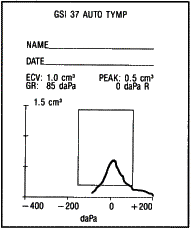 GSI 37 AUTO TYMP
NAME
DATE
ECV: 1.0 cm³ PEAK: 0.5 cm³
GR: 85 daPa 0 daPa R
1.5 cm³
-400 -200 0 +200
daPa